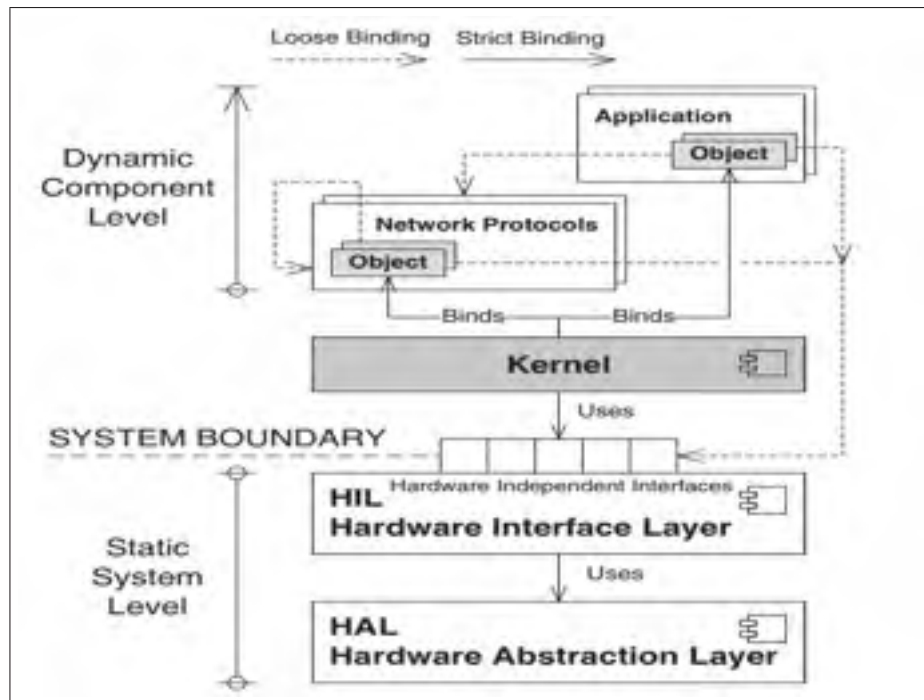 Loose Binding Strict Binding
Application
Object
Dynamic
Component
Level
Network Protocols
Object
Binds Binds
Kernel
Uses
SYSTEM BOUNDARY
Hardware Independent Interfaces
HIL
Hardware Interface Layer
Static
System
Level
Uses
HAL
Hardware Abstraction Layer